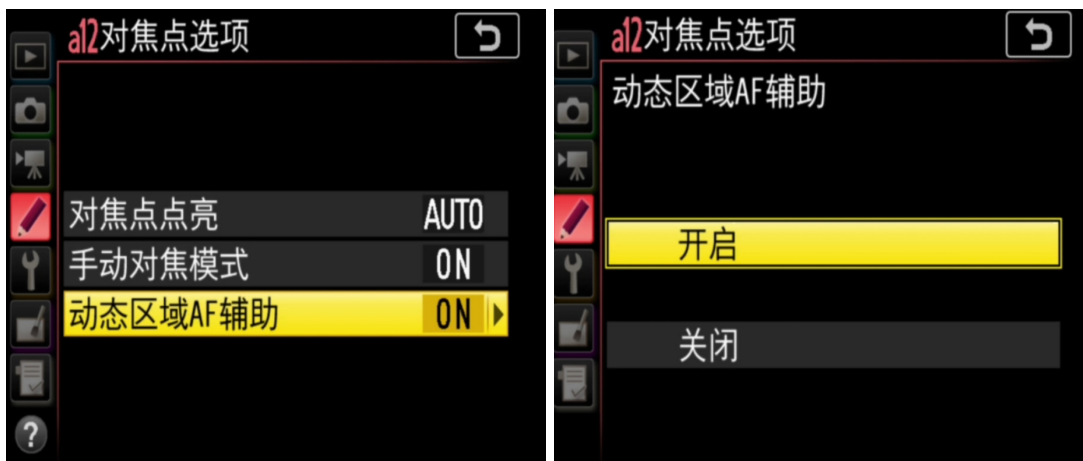 a12对焦点选项
对焦点点亮 AUTO
手动对焦模式 ON
动态区域AF辅助 ON
?
a12对焦点选项
动态区域AF辅助
开启
关闭